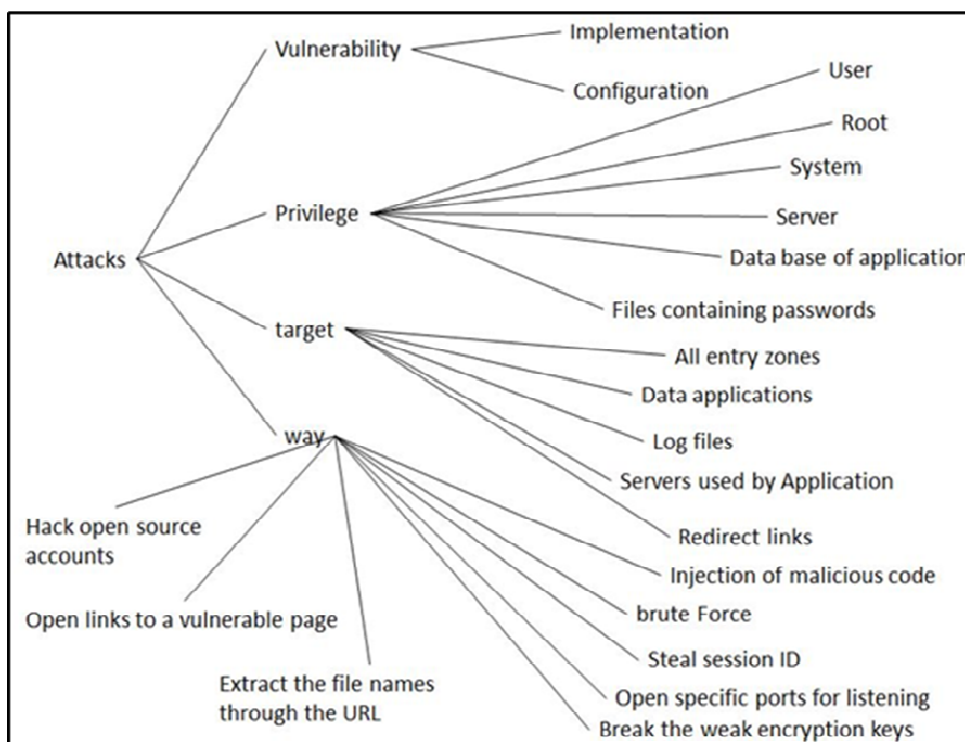 Vulnerability
Implementation
Configuration
User
Root
System
Privilege
Server
Attacks
Data base of application
Files containing passwords
target
All entry zones
Data applications
Log files
way
Servers used by Application
Hack open source
accounts
Redirect links
Injection of malicious code
brute Force
Open links to a vulnerable page
Steal session ID
Extract the file names
through the URL
Open specific ports for listening
Break the weak encryption keys